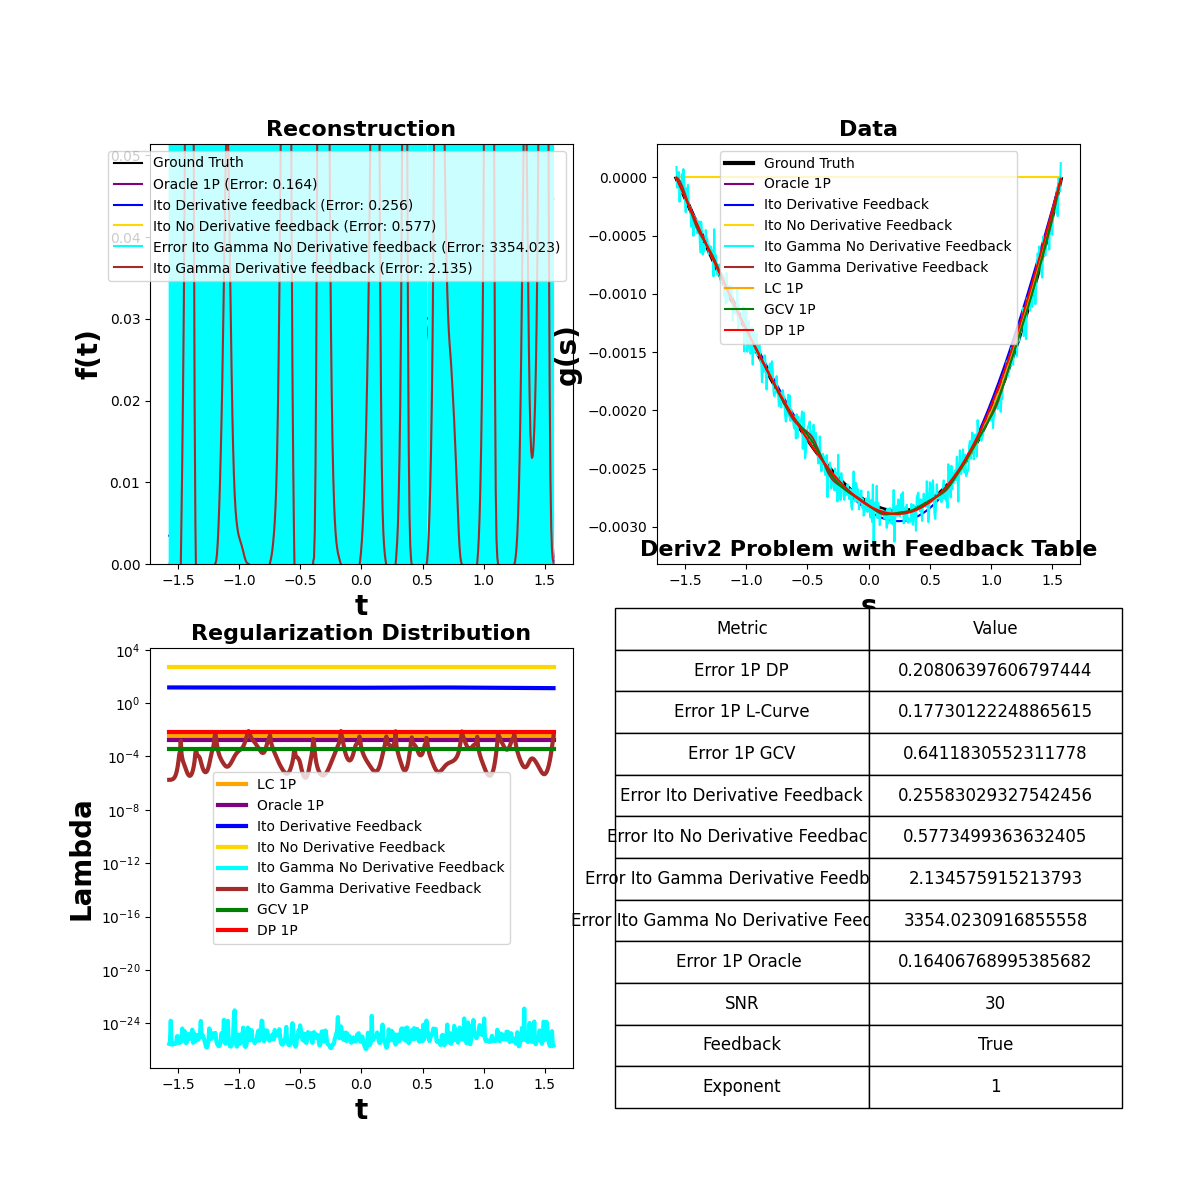 Reconstruction
0.05
0.04
0.03
0.02
0.01
0.00
f(t)
Ground Truth
Oracle 1P (Error: 0.164)
Ito Derivative feedback (Error: 0.256)
Ito No Derivative feedback (Error: 0.577)
Error Ito Gamma No Derivative feedback (Error: 3354.023)
Ito Gamma Derivative feedback (Error: 2.135)
−1.5 −1.0 −0.5 0.0 0.5 1.0 1.5
t
Data
0.0000
−0.0005
−0.0010
−0.0015
−0.0020
−0.0025
−0.0030
g(s)
Ground Truth
Oracle 1P
Ito Derivative Feedback
Ito No Derivative Feedback
Ito Gamma No Derivative Feedback
Ito Gamma Derivative Feedback
LC 1P
GCV 1P
DP 1P
−1.5 −1.0 −0.5 0.0 0.5 1.0 1.5
s
Regularization Distribution
10^4
10^0
10^−4
10^−8
10^−12
10^−16
10^−20
10^−24
Lambda
LC 1P
Oracle 1P
Ito Derivative Feedback
Ito No Derivative Feedback
Ito Gamma No Derivative Feedback
Ito Gamma Derivative Feedback
GCV 1P
DP 1P
−1.5 −1.0 −0.5 0.0 0.5 1.0 1.5
t
Deriv2 Problem with Feedback Table
Metric Value
Error 1P DP 0.20806397606797444
Error 1P L-Curve 0.17730122248865615
Error 1P GCV 0.6411830552311778
Error Ito Derivative Feedback 0.25583029327542456
Error Ito No Derivative Feedbac 0.5773499363632405
Error Ito Gamma Derivative Feedb 2.134575915213793
Error Ito Gamma No Derivative Feed 3354.0230916855558
Error 1P Oracle 0.16406768995385682
SNR 30
Feedback True
Exponent 1